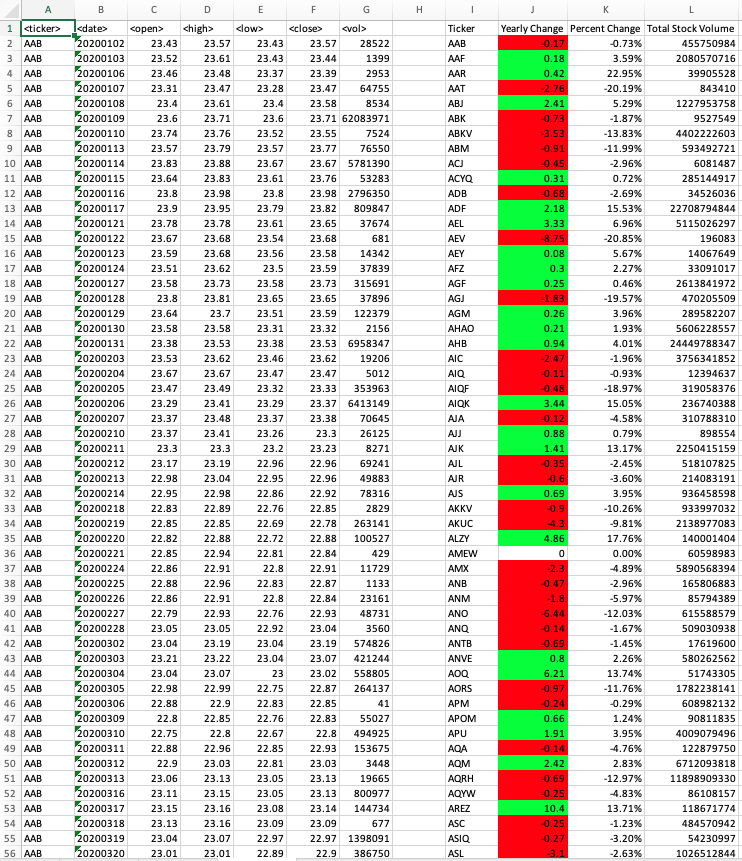 A B C D E F G H I J K L
1 <ticker> <date> <open> <high> <low> <close> <vol> Ticker Yearly Change Percent Change Total Stock Volume
2 AAB 20200102 23.43 23.57 23.43 23.57 28522 AAB -0.17 -0.73% 455750984
3 AAB 20200103 23.52 23.61 23.43 23.44 1399 AAF 0.18 3.59% 2080570716
4 AAB 20200106 23.46 23.48 23.37 23.39 2953 AAR 0.42 22.95% 39905528
5 AAB 20200107 23.31 23.47 23.28 23.47 64755 AAT -2.76 -20.19% 843410
6 AAB 20200108 23.4 23.61 23.4 23.58 8534 ABJ 2.41 5.29% 1227953758
7 AAB 20200109 23.6 23.71 23.6 23.71 62083971 ABK -0.73 -1.87% 9527549
8 AAB 20200110 23.74 23.76 23.52 23.55 7524 ABKV -3.53 -13.83% 4402222603
9 AAB 20200113 23.57 23.79 23.57 23.77 76550 ABM -0.91 -11.99% 593492721
10 AAB 20200114 23.83 23.88 23.67 23.67 5781390 ACJ -0.45 -2.96% 6081487
11 AAB 20200115 23.64 23.83 23.61 23.76 53283 ACYQ 0.31 0.72% 285144917
12 AAB 20200116 23.8 23.98 23.8 23.98 2796350 ADB -0.68 -2.69% 34526036
13 AAB 20200117 23.9 23.95 23.79 23.82 809847 ADF 2.18 15.53% 22708794844
14 AAB 20200121 23.78 23.78 23.61 23.65 37674 AEL 3.33 6.96% 5115026297
15 AAB 20200122 23.67 23.68 23.54 23.68 681 AEV -8.75 -20.85% 196083
16 AAB 20200123 23.59 23.68 23.56 23.58 14342 AEY 0.08 5.67% 14067649
17 AAB 20200124 23.51 23.62 23.5 23.59 37839 AFZ 0.3 2.27% 33091017
18 AAB 20200127 23.58 23.73 23.58 23.73 315691 AGF 0.25 0.46% 2613841972
19 AAB 20200128 23.8 23.81 23.65 23.65 37896 AGJ -1.83 -19.57% 470205509
20 AAB 20200129 23.64 23.7 23.51 23.59 122379 AGM 0.26 3.96% 289582207
21 AAB 20200130 23.58 23.58 23.31 23.32 2156 AHAO 0.21 1.93% 5606228557
22 AAB 20200131 23.38 23.53 23.38 23.53 6958347 AHB 0.94 4.01% 24449788347
23 AAB 20200203 23.53 23.62 23.46 23.62 19206 AIC -2.47 -1.96% 3756341852
24 AAB 20200204 23.67 23.67 23.47 23.47 5012 AIQ -0.11 -0.93% 12394637
25 AAB 20200205 23.47 23.49 23.32 23.33 353963 AIQF -0.48 -18.97% 319058376
26 AAB 20200206 23.29 23.41 23.29 23.37 6413149 AIQK 3.44 15.05% 236740388
27 AAB 20200207 23.37 23.48 23.37 23.38 70645 AJA -0.12 -4.58% 310788310
28 AAB 20200210 23.37 23.41 23.26 23.3 26125 AJJ 0.88 0.79% 898554
29 AAB 20200211 23.3 23.3 23.2 23.23 8271 AJK 1.41 13.17% 2250415159
30 AAB 20200212 23.17 23.19 22.96 22.96 69241 AJL -0.35 -2.45% 518107825
31 AAB 20200213 22.98 23.04 22.95 22.96 49883 AJR -0.6 -3.60% 214083191
32 AAB 20200214 22.95 22.98 22.86 22.92 78316 AJS 0.69 3.95% 936458598
33 AAB 20200218 22.83 22.89 22.76 22.85 2829 AKKV -0.9 -10.26% 933997032
34 AAB 20200219 22.85 22.85 22.69 22.78 263141 AKUC -4.3 -9.81% 2138977083
35 AAB 20200220 22.82 22.88 22.72 22.88 100527 ALZY 4.86 17.76% 140001404
36 AAB 20200221 22.85 22.94 22.81 22.84 429 AMEW 0 0.00% 60598983
37 AAB 20200224 22.86 22.91 22.8 22.91 11729 AMX -2.3 -4.89% 5890568394
38 AAB 20200225 22.88 22.96 22.83 22.87 1133 ANB -0.47 -2.96% 165806883
39 AAB 20200226 22.86 22.91 22.8 22.84 23161 ANM -1.8 -5.97% 85794389
40 AAB 20200227 22.79 22.93 22.76 22.93 48731 ANO -6.44 -12.03% 615588579
41 AAB 20200228 23.05 23.05 22.92 23.04 3560 ANQ -0.14 -1.67% 509030938
42 AAB 20200302 23.04 23.19 23.04 23.19 574826 ANTB -0.69 -1.45% 17619600
43 AAB 20200303 23.21 23.22 23.04 23.07 421244 ANVE 0.8 2.26% 580262562
44 AAB 20200304 23.04 23.07 23 23.02 558805 AOQ 6.21 13.74% 51743305
45 AAB 20200305 22.98 22.99 22.75 22.87 264137 AORS -0.97 -11.76% 1782238141
46 AAB 20200306 22.88 22.9 22.83 22.85 41 APM -0.24 -0.29% 608982132
47 AAB 20200309 22.8 22.85 22.76 22.83 55027 APOM 0.66 1.24% 90811835
48 AAB 20200310 22.75 22.8 22.67 22.8 494925 APU 1.91 3.95% 4009079496
49 AAB 20200311 22.88 22.96 22.85 22.93 153675 AQA -0.14 -4.76% 122879750
50 AAB 20200312 22.9 23.03 22.81 23.03 3448 AQM 2.42 2.83% 6712093818
51 AAB 20200313 23.06 23.13 23.05 23.13 19665 AQRH -0.69 -12.97% 11898909330
52 AAB 20200316 23.11 23.15 23.05 23.13 800977 AQYW -0.25 -4.83% 86108157
53 AAB 20200317 23.15 23.16 23.08 23.14 144734 AREZ 10.4 13.71% 118671774
54 AAB 20200318 23.13 23.16 23.09 23.09 677 ASC -0.25 -1.23% 484570942
55 AAB 20200319 23.04 23.07 22.97 22.97 1398091 ASIQ -0.27 -3.20% 54230997
56 AAB 20200320 23.01 23.01 22.89 22.9 386750 ASL -3.1 -2.63% 1026512844